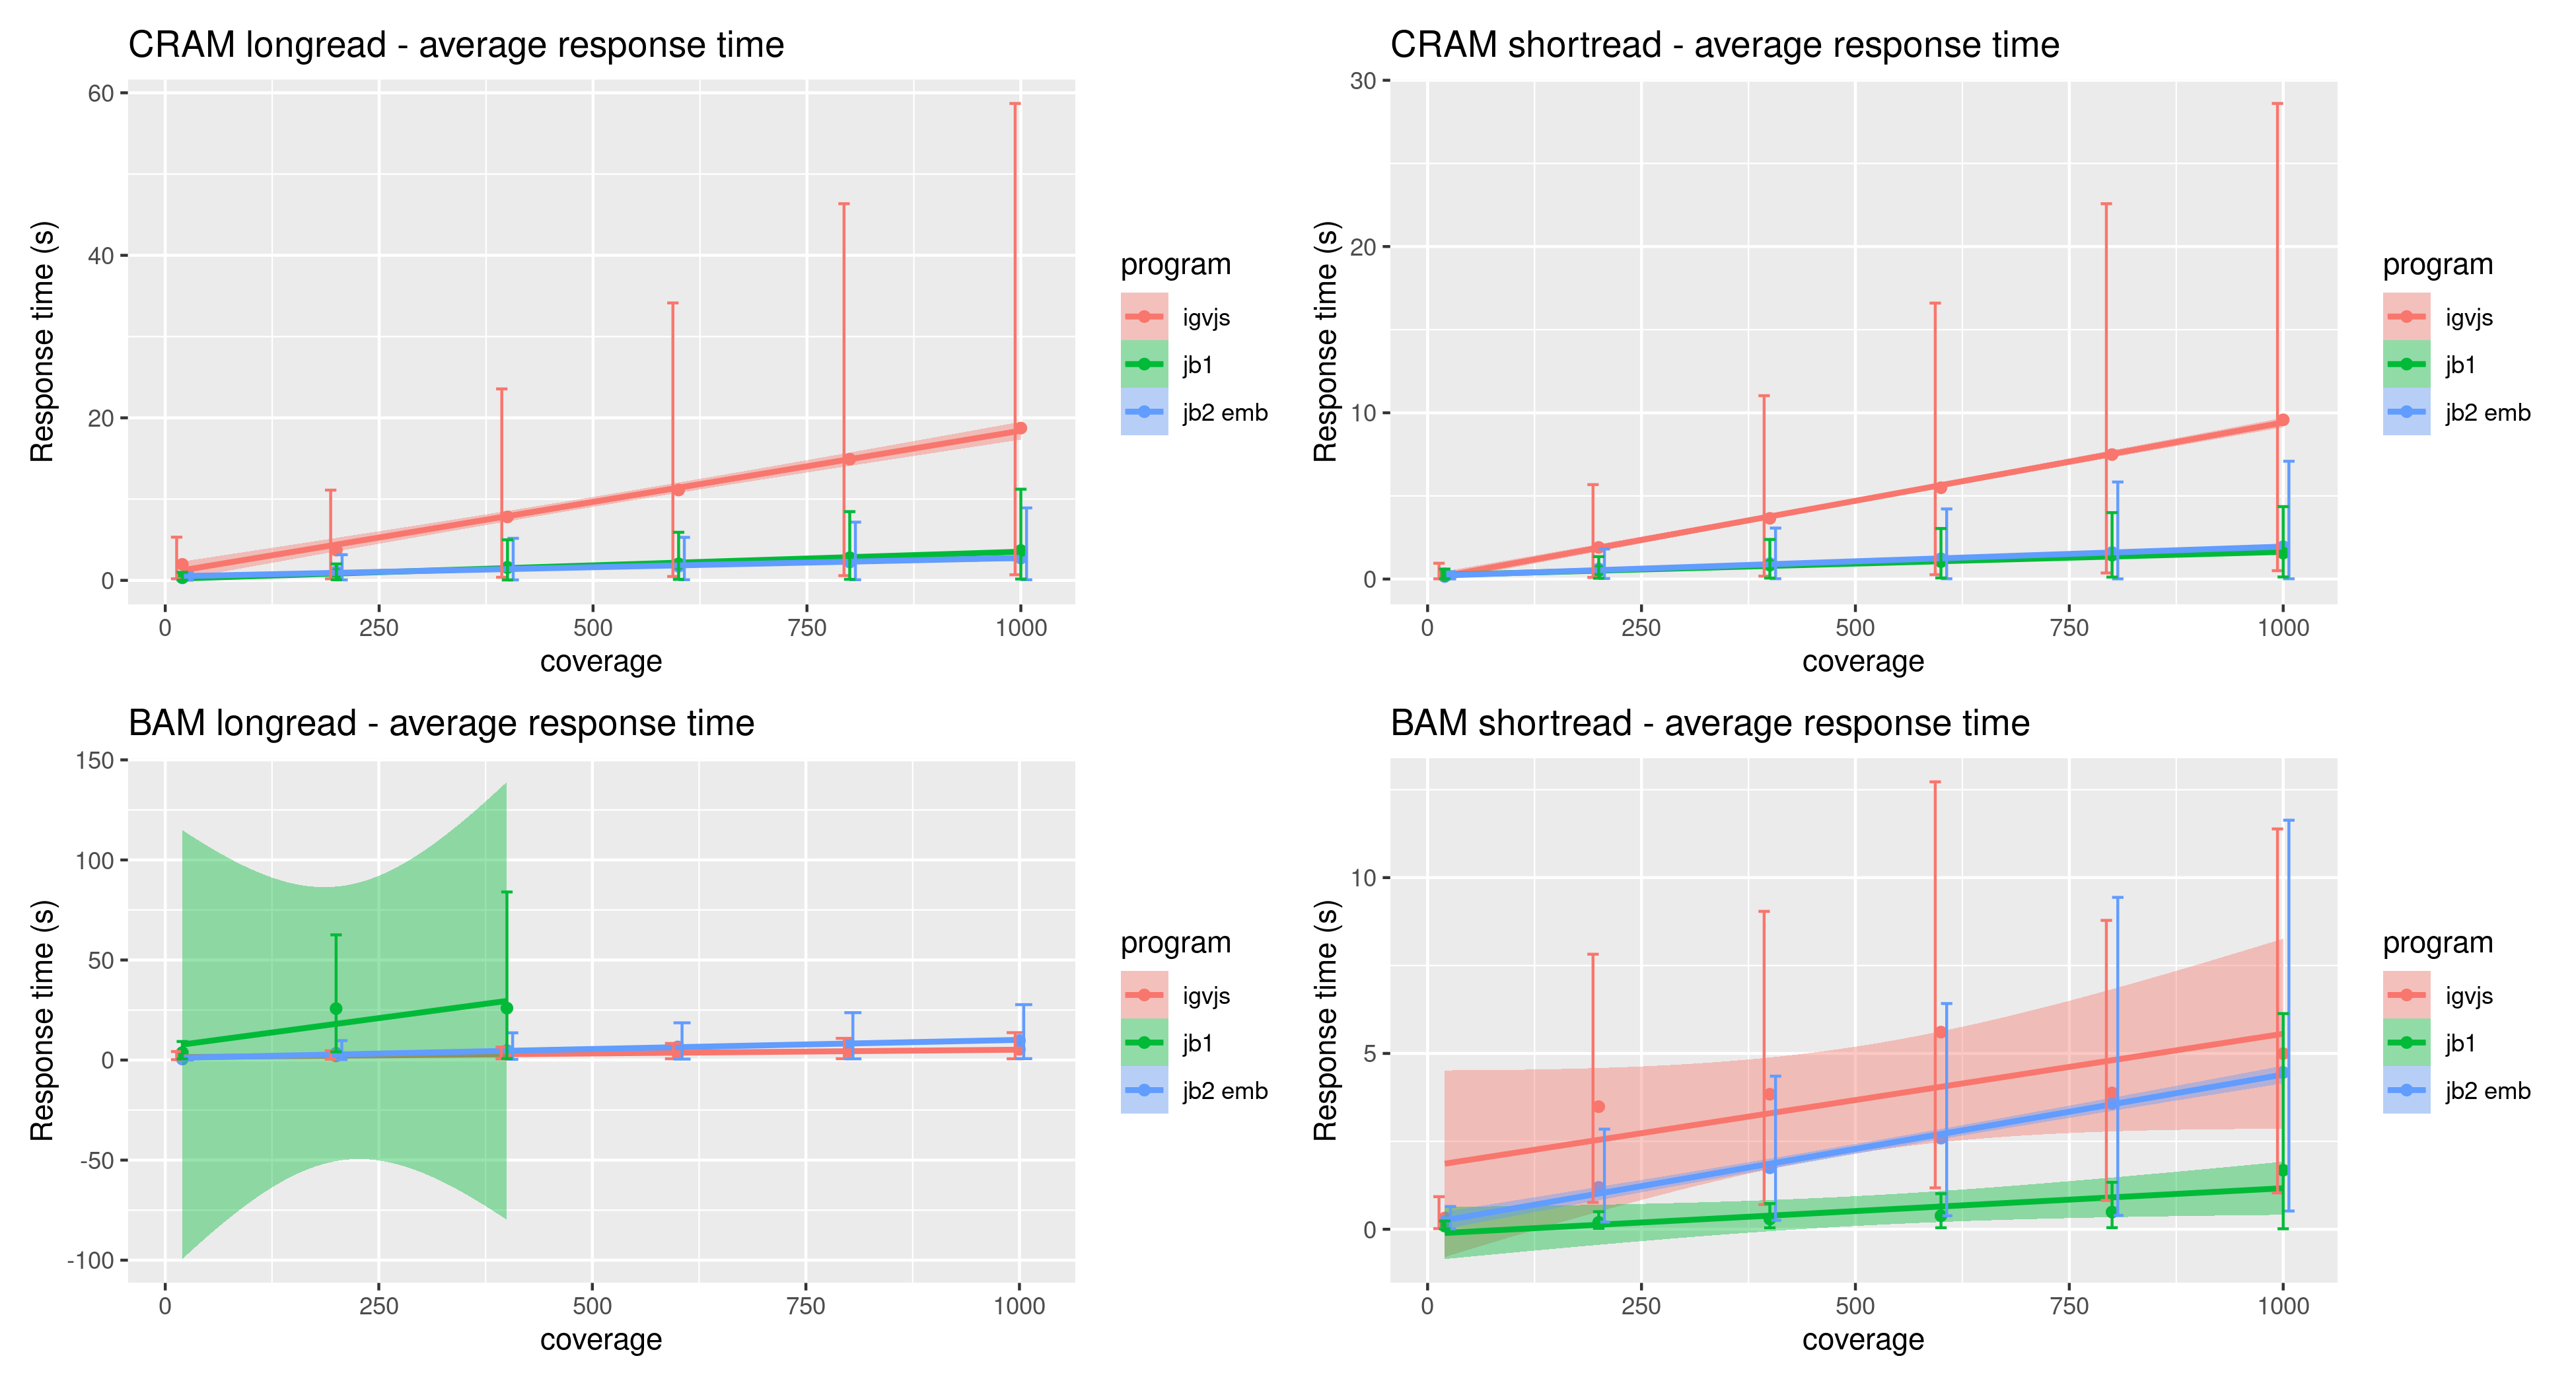 CRAM longread - average response time
Response time (s)
60
40
20
0
0 250 500 750 1000
coverage
program
igvjs
jb1
jb2 emb
CRAM shortread - average response time
Response time (s)
30
20
10
0
0 250 500 750 1000
coverage
program
igvjs
jb1
jb2 emb
BAM longread - average response time
Response time (s)
150
100
50
0
-50
-100
0 250 500 750 1000
coverage
program
igvjs
jb1
jb2 emb
BAM shortread - average response time
Response time (s)
10
5
0
0 250 500 750 1000
coverage
program
igvjs
jb1
jb2 emb